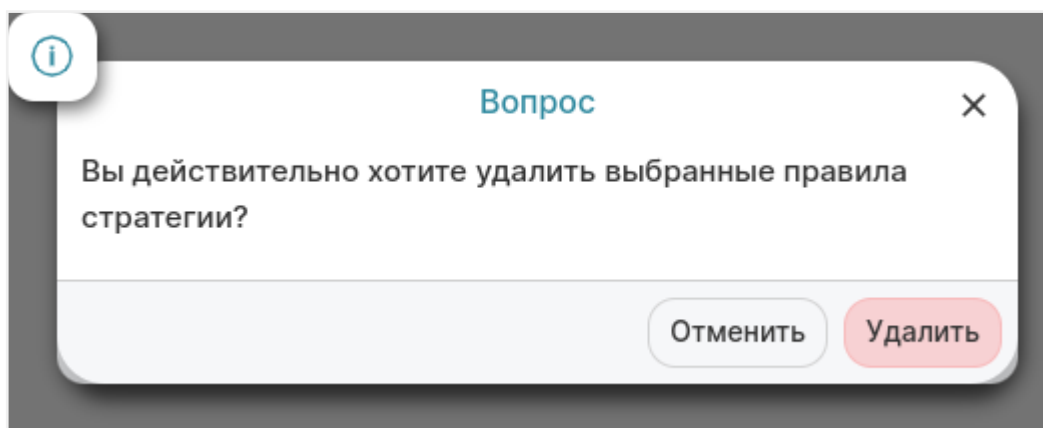 Вопрос
Вы действительно хотите удалить выбранные правила
стратегии?
Отменить
Удалить